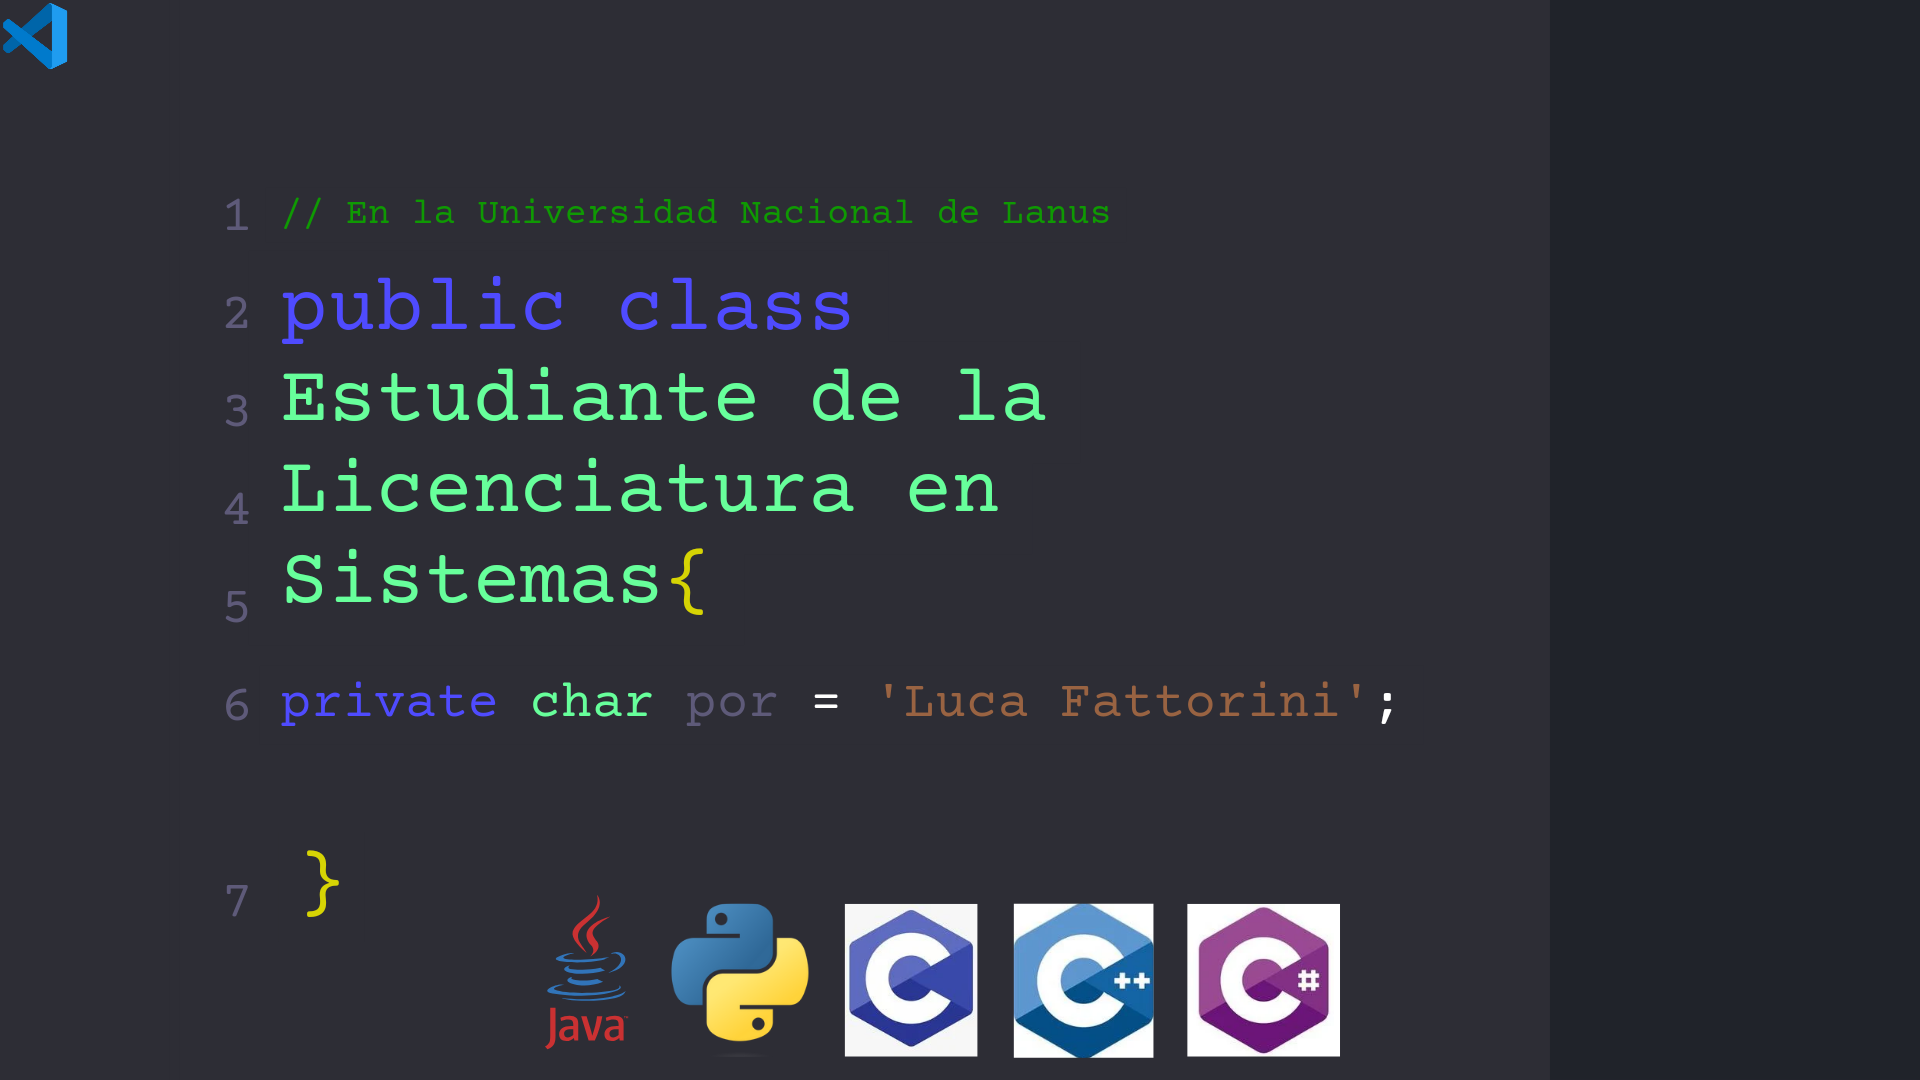 1 // En la Universidad Nacional de Lanus
2 public class
3 Estudiante de la
4 Licenciatura en
5 Sistemas{
6 private char por = 'Luca Fattorini';
7 }
Java C C++ C#